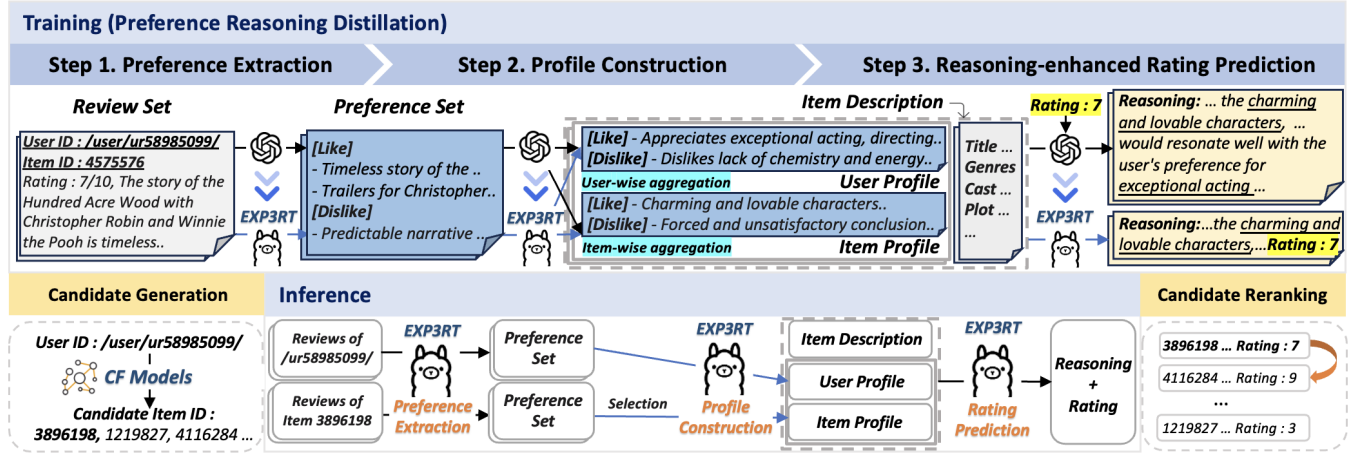 Training (Preference Reasoning Distillation)
Step 1. Preference Extraction
Step 2. Profile Construction
Step 3. Reasoning-enhanced Rating Prediction
Review Set
User ID : /user/ur58985099/
Item ID : 4575576
Rating : 7/10, The story of the
Hundred Acre Wood with
Christopher Robin and Winnie
the Pooh is timeless..
EXP3RT
Preference Set
[Like]
- Timeless story of the ..
- Trailers for Christopher..
[Dislike]
- Predictable narrative ..
EXP3RT
[Like] - Appreciates exceptional acting, directing..
[Dislike] - Dislikes lack of chemistry and energy..
User-wise aggregation
User Profile
[Like] - Charming and lovable characters..
[Dislike] - Forced and unsatisfactory conclusion..
Item-wise aggregation
Item Profile
Item Description
Title ...
Genres
Cast ...
Plot ...
...
Rating : 7
EXP3RT
Reasoning: ... the charming
and lovable characters, ...
would resonate well with the
user's preference for
exceptional acting ...
Reasoning:...the charming and
lovable characters,...Rating : 7
Candidate Generation
User ID : /user/ur58985099/
CF Models
Candidate Item ID :
3896198, 1219827, 4116284 ...
Inference
Reviews of
/ur58985099/
Reviews of
Item 3896198
EXP3RT
Preference
Extraction
Preference
Set
Preference
Set
Selection
EXP3RT
Profile
Construction
Item Description
User Profile
Item Profile
EXP3RT
Rating
Prediction
Reasoning
+
Rating
Candidate Reranking
3896198 ... Rating : 7
4116284 ... Rating : 9
...
1219827 ... Rating : 3